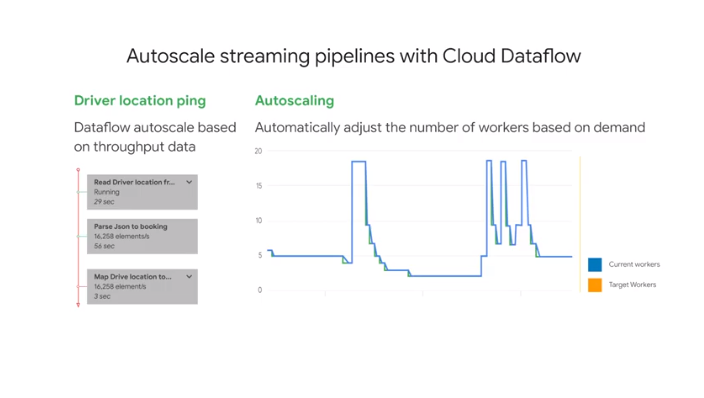 Autoscale streaming pipelines with Cloud Dataflow
Driver location ping
Dataflow autoscale based
on throughput data
Read Driver location fr...
Running
29 sec
Parse Json to booking
16,258 elements/s
56 sec
Map Drive location to...
16,258 element/s
3 sec
Autoscaling
Automatically adjust the number of workers based on demand
20
15
10
5
0
Current workers
Target Workers